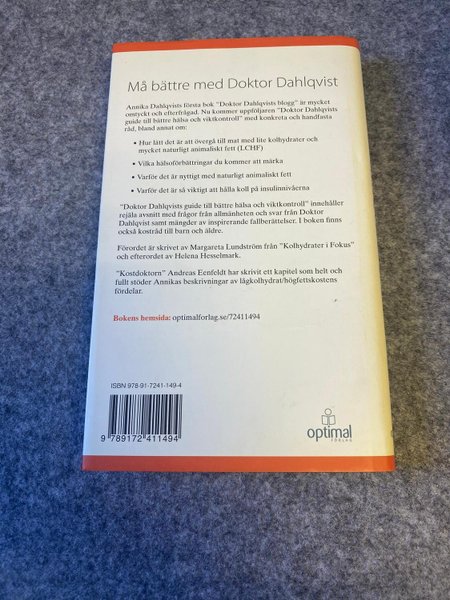 Må bättre med Doktor Dahlqvist
Annika Dahlqvists första bok "Doktor Dahlqvists blogg" är mycket
omtyckt och efterfrågad. Nu kommer uppföljaren "Doktor Dahlqvists
guide till bättre hälsa och viktkontroll" med konkreta och handfasta
råd, bland annat om:
• Hur lätt det är att övergå till mat med lite kolhydrater och
mycket naturligt animaliskt fett (LCHF)
• Vilka hälsoförbättringar du kommer att märka
• Varför det är nyttigt med naturligt animaliskt fett
• Varför det är så viktigt att hålla koll på insulinnivåerna
"Doktor Dahlqvists guide till bättre hälsa och viktkontroll" innehåller
rejäla avsnitt med frågor från allmänheten och svar från Doktor
Dahlqvist samt mängder av inspirerande fallberättelser. I boken finns
också kostråd till barn och äldre.
Förordet är skrivet av Margareta Lundström från "Kolhydrater i Fokus"
och efterordet av Helena Hesselmark.
"Kostdoktorn" Andreas Eenfeldt har skrivit ett kapitel som helt och
fullt stöder Annikas beskrivningar av lågkolhydrat/högfettskostens
fördelar.
Bokens hemsida: optimalforlag.se/72411494
ISBN 978-91-7241-149-4
9 789172 411494
optimal
FÖRLAG